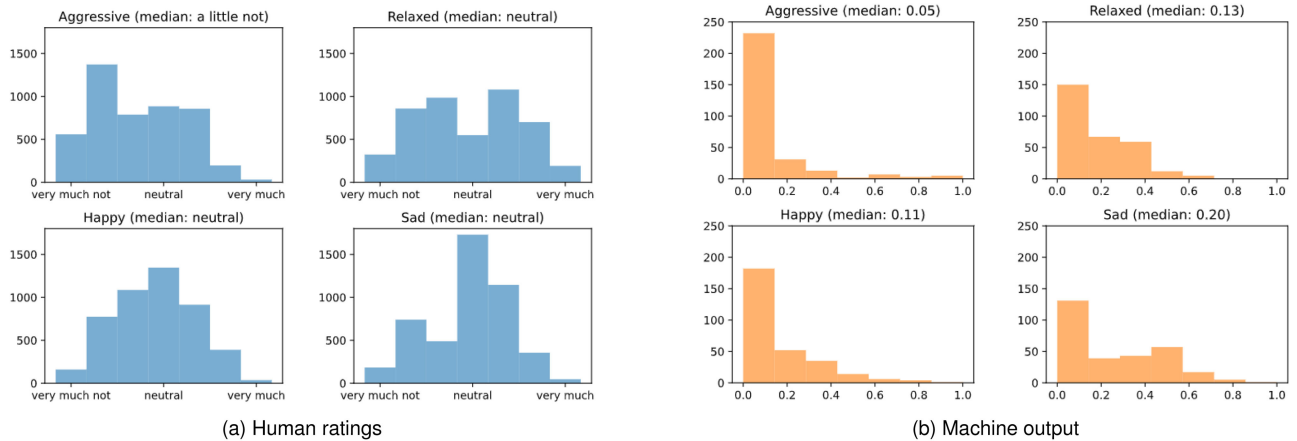 Aggressive (median: a little not)
1500
1000
500
0
very much not neutral very much
Relaxed (median: neutral)
1500
1000
500
0
very much not neutral very much
Happy (median: neutral)
1500
1000
500
0
very much not neutral very much
Sad (median: neutral)
1500
1000
500
0
very much not neutral very much
(a) Human ratings
Aggressive (median: 0.05)
250
200
150
100
50
0
0.0 0.2 0.4 0.6 0.8 1.0
Relaxed (median: 0.13)
250
200
150
100
50
0
0.0 0.2 0.4 0.6 0.8 1.0
Happy (median: 0.11)
250
200
150
100
50
0
0.0 0.2 0.4 0.6 0.8 1.0
Sad (median: 0.20)
250
200
150
100
50
0
0.0 0.2 0.4 0.6 0.8 1.0
(b) Machine output